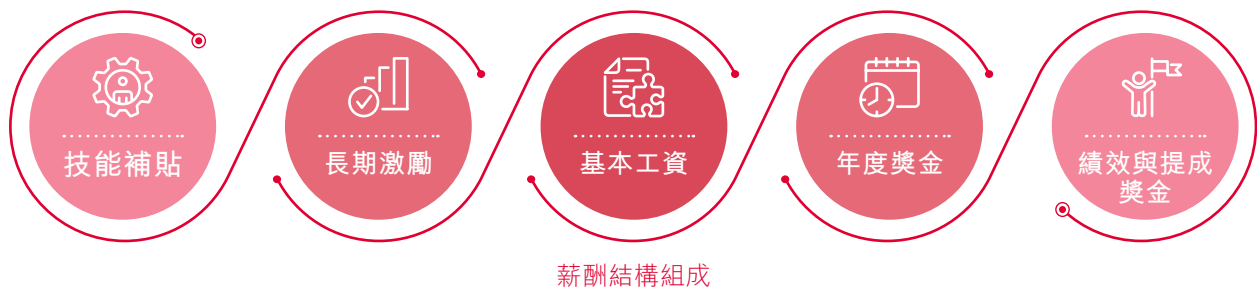 技能補貼
長期激勵
基本工資
年度獎金
績效與提成
獎金
薪酬結構組成